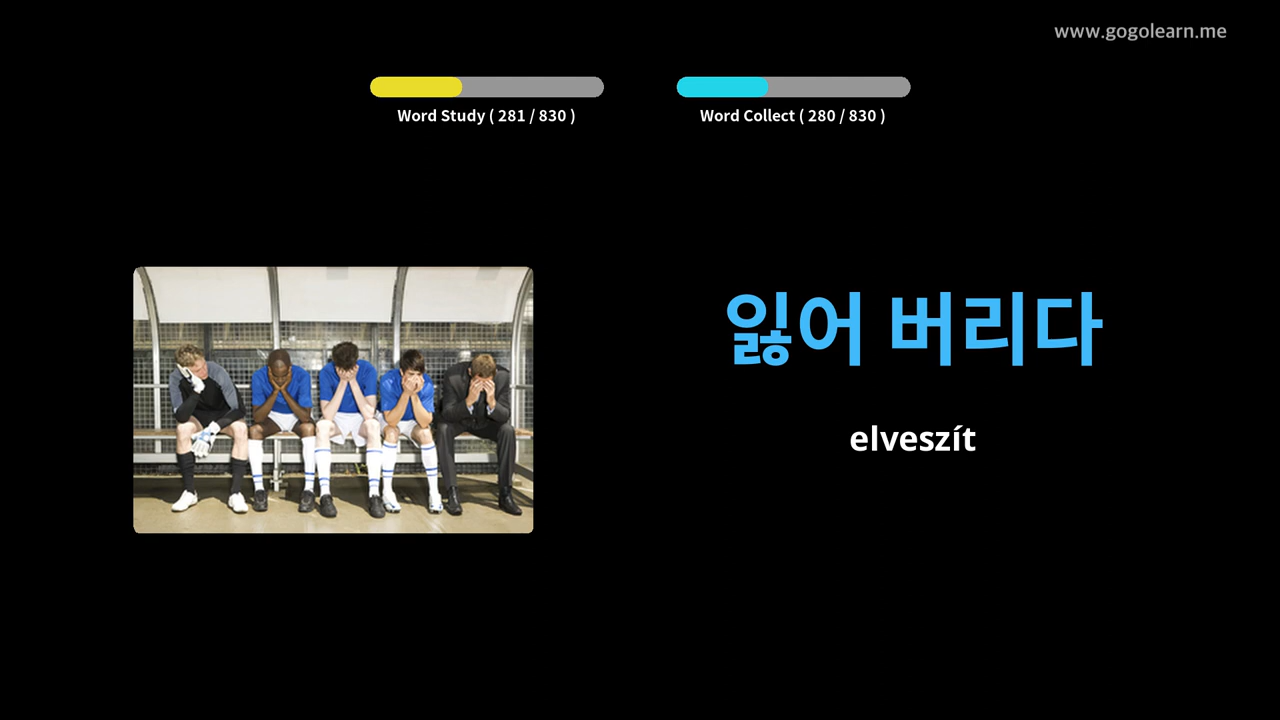 www.gogolearn.me
Word Study ( 281 / 830 )
Word Collect ( 280 / 830 )
잃어 버리다
elveszít